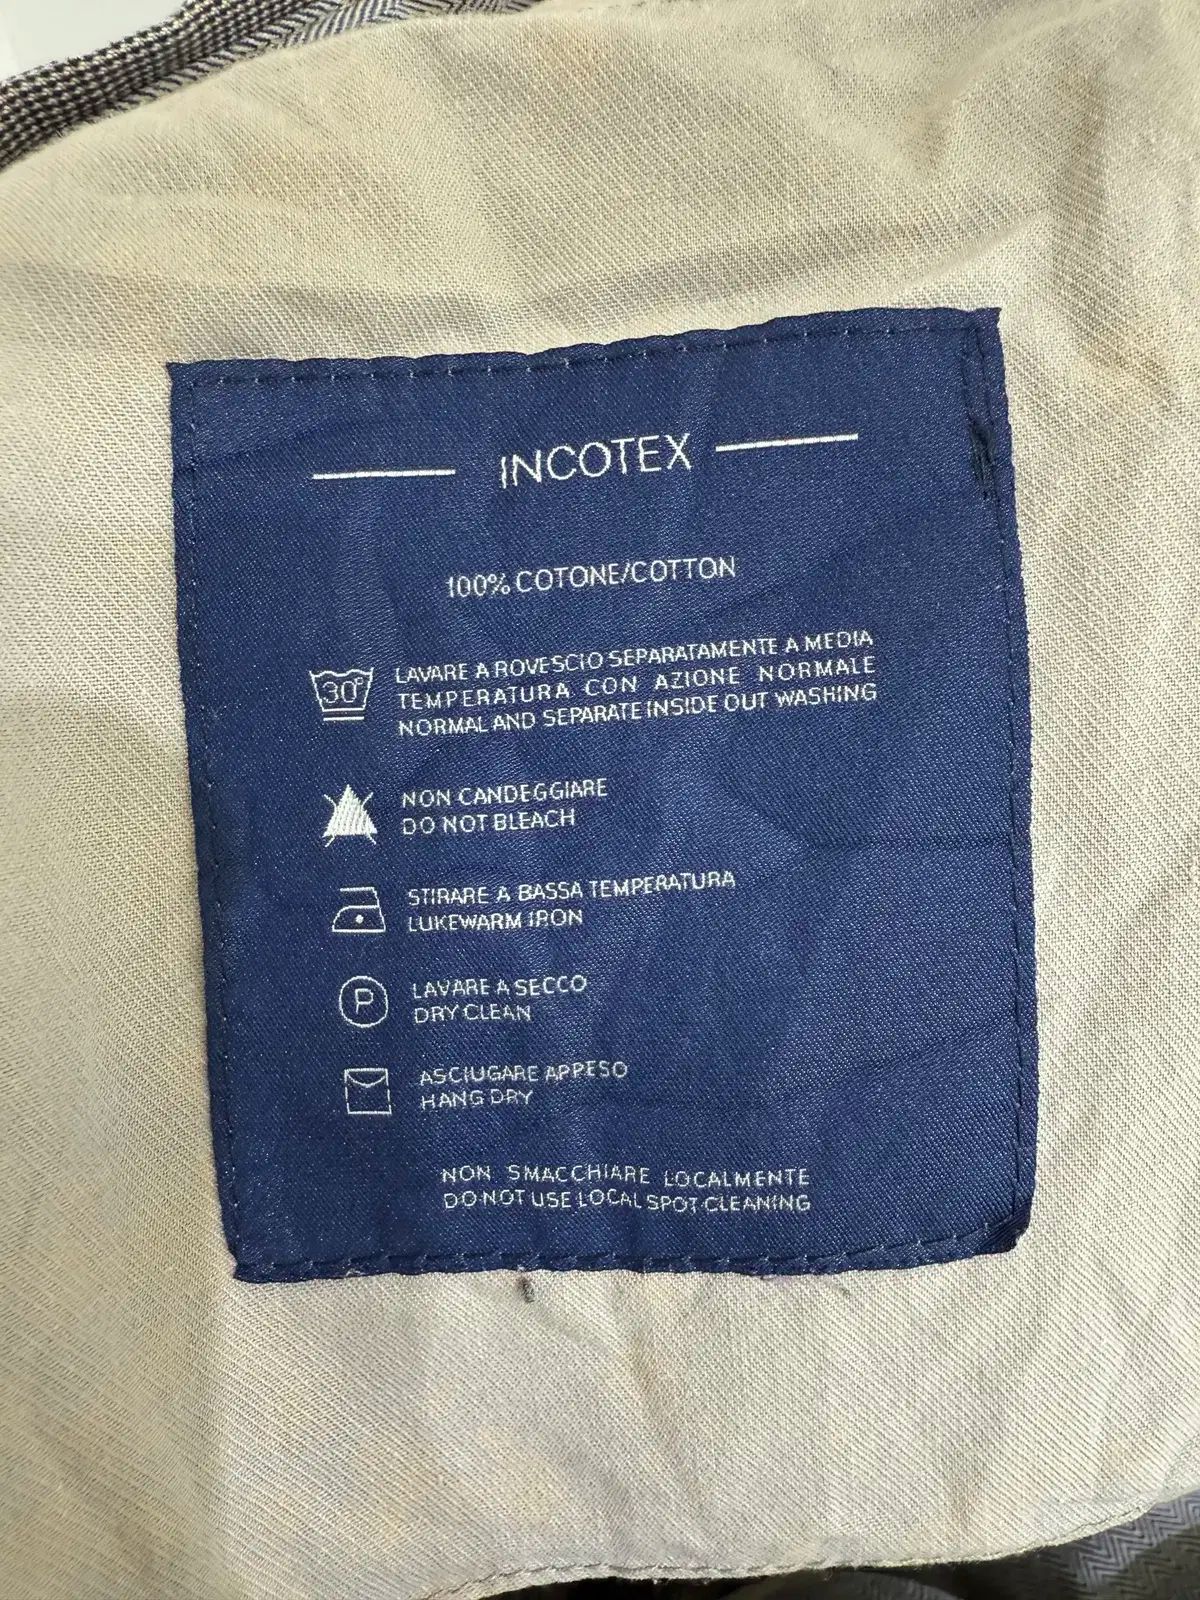 INCOTEX
100% COTONE/COTTON
30°
LAVARE A ROVESCIO SEPARATAMENTE A MEDIA
TEMPERATURA CON AZIONE NORMALE
NORMAL AND SEPARATE INSIDE OUT WASHING
NON CANDEGGIARE
DO NOT BLEACH
STIRARE A BASSA TEMPERATURA
LUKEWARM IRON
P
LAVARE A SECCO
DRY CLEAN
ASCIUGARE APPESO
HANG DRY
NON SMACCHIARE LOCALMENTE
DO NOT USE LOCAL SPOT-CLEANING